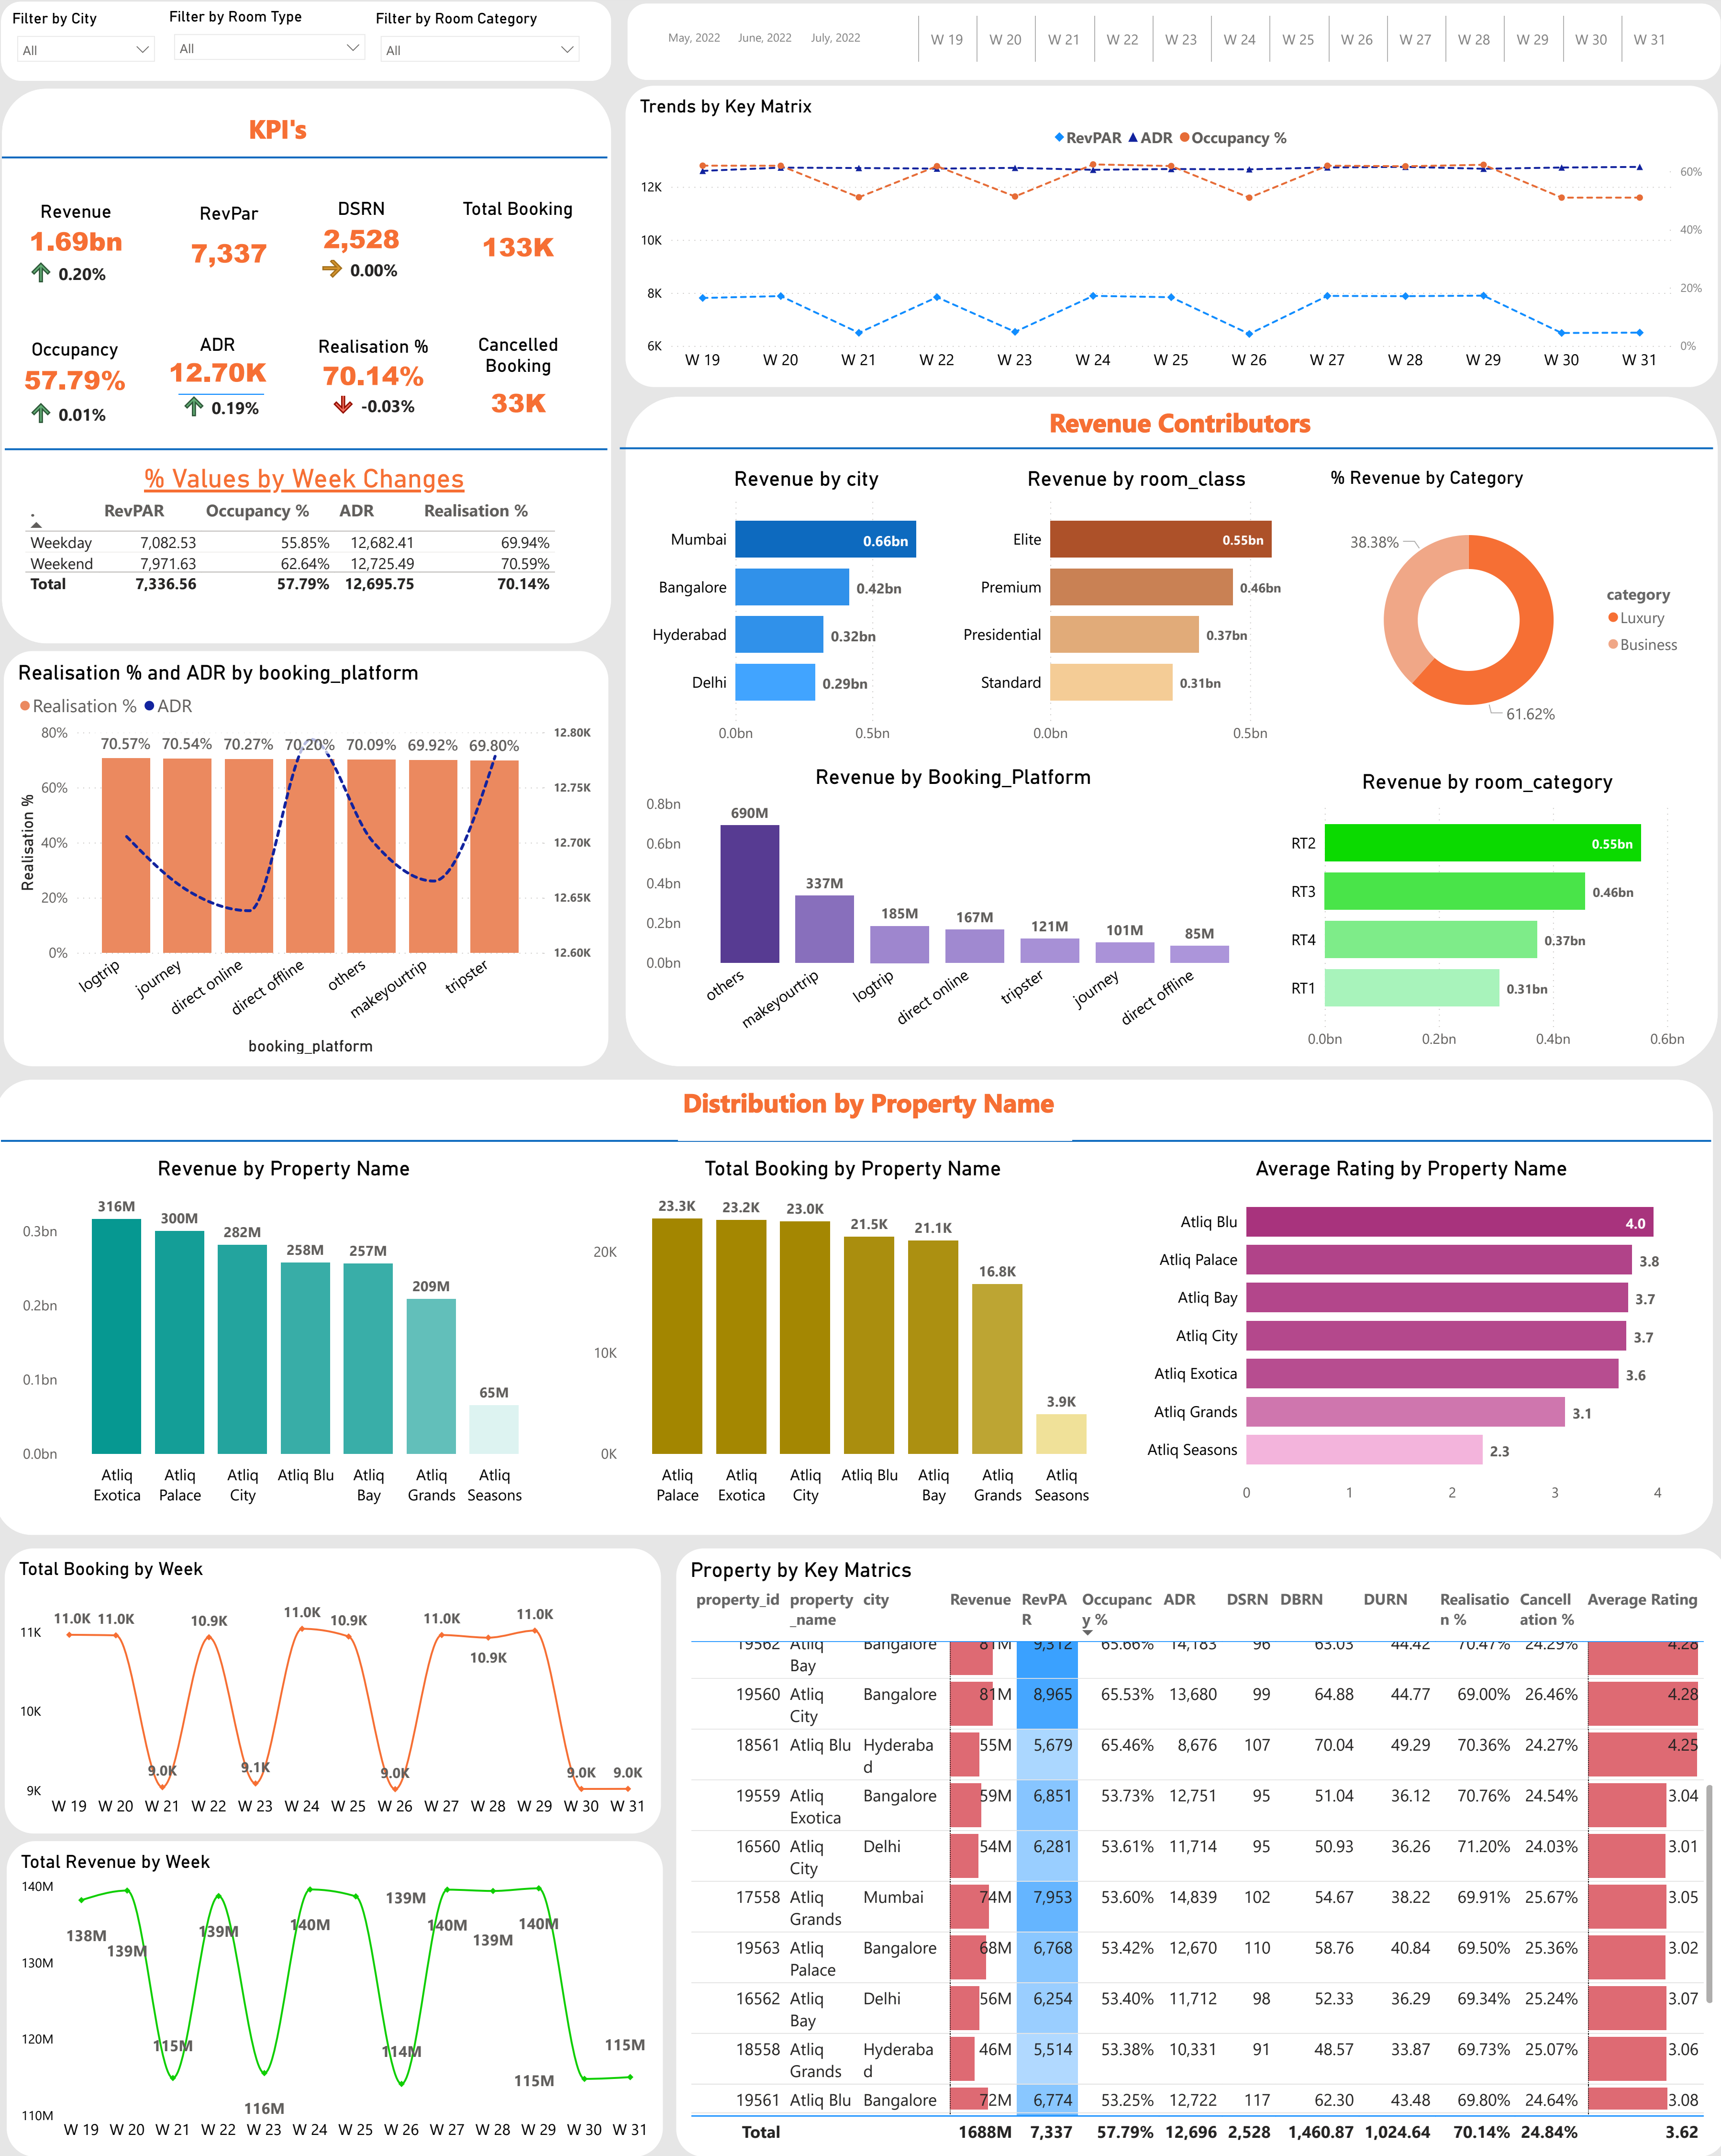 Filter by City
Filter by Room Type
Filter by Room Category
All
All
All
May, 2022 June, 2022 July, 2022
W 19 W 20 W 21 W 22 W 23 W 24 W 25 W 26 W 27 W 28 W 29 W 30 W 31
KPI's
Revenue
1.69bn
0.20%
RevPar
7,337
DSRN
2,528
0.00%
Total Booking
133K
Occupancy
57.79%
0.01%
ADR
12.70K
0.19%
Realisation %
70.14%
-0.03%
Cancelled
Booking
33K
% Values by Week Changes
. RevPAR Occupancy % ADR Realisation %
Weekday 7,082.53 55.85% 12,682.41 69.94%
Weekend 7,971.63 62.64% 12,725.49 70.59%
Total 7,336.56 57.79% 12,695.75 70.14%
Trends by Key Matrix
RevPAR ADR Occupancy %
12K
10K
8K
6K
60%
40%
20%
0%
W 19 W 20 W 21 W 22 W 23 W 24 W 25 W 26 W 27 W 28 W 29 W 30 W 31
Realisation % and ADR by booking_platform
Realisation % ADR
Realisation %
80%
60%
40%
20%
0%
70.57% 70.54% 70.27% 70.20% 70.09% 69.92% 69.80%
12.80K
12.75K
12.70K
12.65K
12.60K
logtrip journey direct online direct offline others makeyourtrip tripster
booking_platform
Revenue Contributors
Revenue by city
Mumbai 0.66bn
Bangalore 0.42bn
Hyderabad 0.32bn
Delhi 0.29bn
0.0bn 0.5bn
Revenue by room_class
Elite 0.55bn
Premium 0.46bn
Presidential 0.37bn
Standard 0.31bn
0.0bn 0.5bn
% Revenue by Category
38.38%
61.62%
category
Luxury
Business
Revenue by Booking_Platform
0.8bn
0.6bn
0.4bn
0.2bn
0.0bn
690M 337M 185M 167M 121M 101M 85M
others makeyourtrip logtrip direct online tripster journey direct offline
Revenue by room_category
RT2 0.55bn
RT3 0.46bn
RT4 0.37bn
RT1 0.31bn
0.0bn 0.2bn 0.4bn 0.6bn
Distribution by Property Name
Revenue by Property Name
0.3bn
0.2bn
0.1bn
0.0bn
316M 300M 282M 258M 257M 209M 65M
Atliq Atliq Atliq Atliq Blu Atliq Atliq Atliq
Exotica Palace City Bay Grands Seasons
Total Booking by Property Name
20K
10K
0K
23.3K 23.2K 23.0K 21.5K 21.1K 16.8K 3.9K
Atliq Atliq Atliq Atliq Blu Atliq Atliq Atliq
Palace Exotica City Bay Grands Seasons
Average Rating by Property Name
Atliq Blu 4.0
Atliq Palace 3.8
Atliq Bay 3.7
Atliq City 3.7
Atliq Exotica 3.6
Atliq Grands 3.1
Atliq Seasons 2.3
0 1 2 3 4
Total Booking by Week
11K
10K
9K
11.0K 11.0K 9.0K 10.9K 9.1K 11.0K 10.9K 9.0K 11.0K 10.9K 11.0K 9.0K 9.0K
W 19 W 20 W 21 W 22 W 23 W 24 W 25 W 26 W 27 W 28 W 29 W 30 W 31
Total Revenue by Week
140M
130M
120M
110M
138M 139M 115M 139M 116M 140M 139M 114M 140M 139M 140M 115M 115M
W 19 W 20 W 21 W 22 W 23 W 24 W 25 W 26 W 27 W 28 W 29 W 30 W 31
Property by Key Matrics
property_id property city Revenue RevPA Occupanc ADR DSRN DBRN DURN Realisatio Cancell Average Rating
_name R y % n % ation %
19562 Atliq Bangalore 81M 9,312 65.66% 14,183 96 63.03 44.42 70.47% 24.29% 4.28
Bay
19560 Atliq Bangalore 81M 8,965 65.53% 13,680 99 64.88 44.77 69.00% 26.46% 4.28
City
18561 Atliq Blu Hyderaba 55M 5,679 65.46% 8,676 107 70.04 49.29 70.36% 24.27% 4.25
d
19559 Atliq Bangalore 59M 6,851 53.73% 12,751 95 51.04 36.12 70.76% 24.54% 3.04
Exotica
16560 Atliq Delhi 54M 6,281 53.61% 11,714 95 50.93 36.26 71.20% 24.03% 3.01
City
17558 Atliq Mumbai 74M 7,953 53.60% 14,839 102 54.67 38.22 69.91% 25.67% 3.05
Grands
19563 Atliq Bangalore 68M 6,768 53.42% 12,670 110 58.76 40.84 69.50% 25.36% 3.02
Palace
16562 Atliq Delhi 56M 6,254 53.40% 11,712 98 52.33 36.29 69.34% 25.24% 3.07
Bay
18558 Atliq Hyderaba 46M 5,514 53.38% 10,331 91 48.57 33.87 69.73% 25.07% 3.06
Grands d
19561 Atliq Blu Bangalore 72M 6,774 53.25% 12,722 117 62.30 43.48 69.80% 24.64% 3.08
Total 1688M 7,337 57.79% 12,696 2,528 1,460.87 1,024.64 70.14% 24.84% 3.62